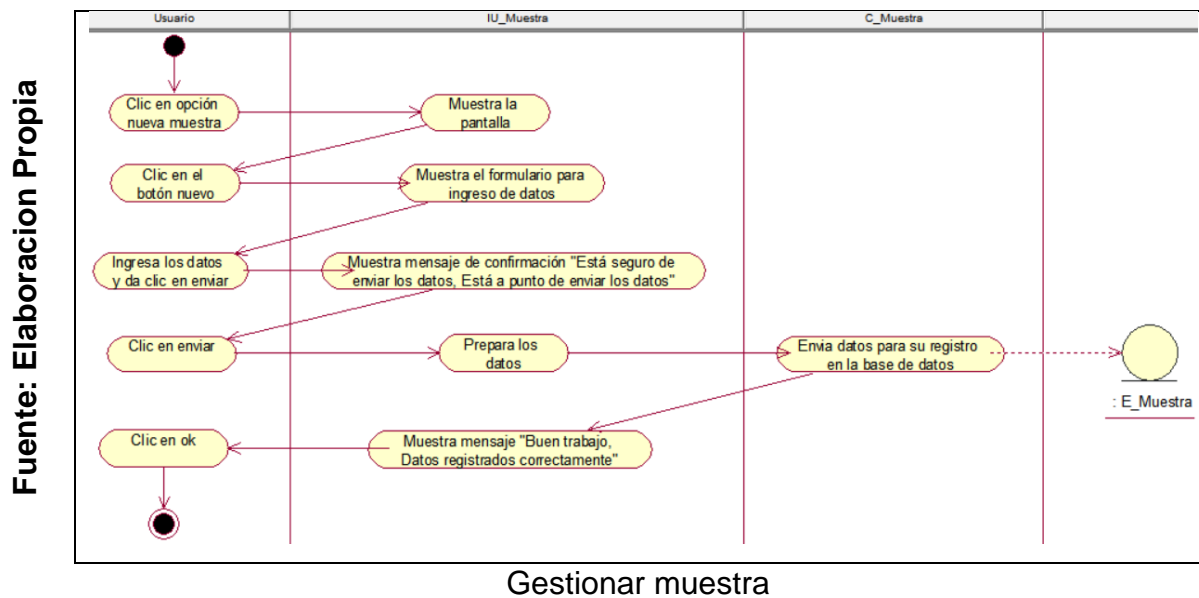 Usuario
IU_Muestra
C_Muestra
Clic en opción
nueva muestra
Muestra la
pantalla
Clic en el
botón nuevo
Muestra el formulario para
ingreso de datos
Ingresa los datos
y da clic en enviar
Muestra mensaje de confirmación "Está seguro de
enviar los datos, Está a punto de enviar los datos"
Clic en enviar
Prepara los
datos
Envia datos para su registro
en la base de datos
: E_Muestra
Clic en ok
Muestra mensaje "Buen trabajo,
Datos registrados correctamente"
Fuente: Elaboracion Propia
Gestionar muestra